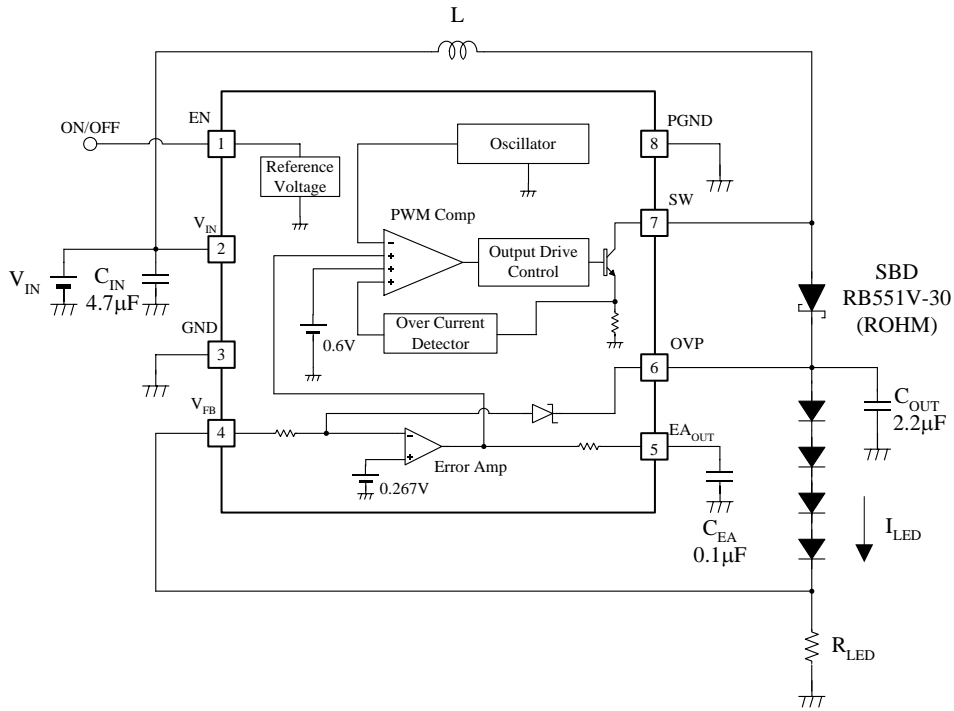 L
EN
ON/OFF
1
Reference
Voltage
Oscillator
PGND
8
SW
7
PWM Comp
−
+
+
+
Output Drive
Control
V_IN
2
V_IN
C_IN
4.7μF
SBD
RB551V-30
(ROHM)
GND
3
0.6V
Over Current
Detector
OVP
6
V_FB
4
−
+
Error Amp
0.267V
EA_OUT
5
C_OUT
2.2μF
C_EA
0.1μF
I_LED
R_LED